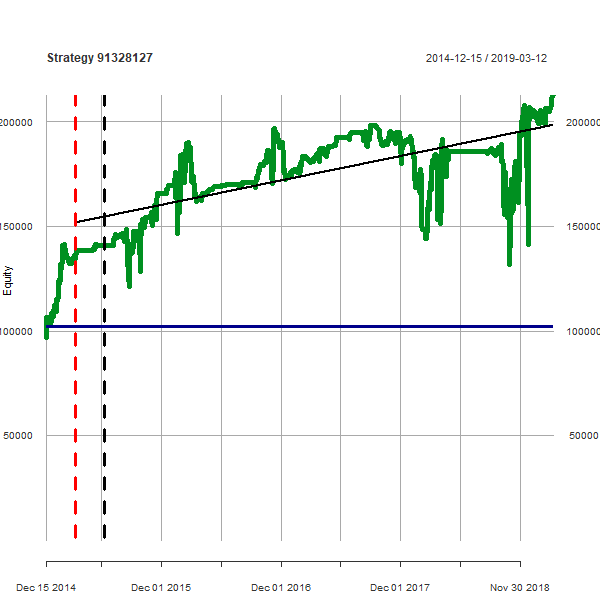 Strategy 91328127
2014-12-15 / 2019-03-12
200000 200000
150000 150000
Equity
100000 100000
50000 50000
Dec 15 2014 Dec 01 2015 Dec 01 2016 Dec 01 2017 Nov 30 2018